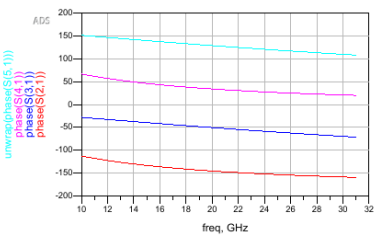 ADS
unwrap(phase(S(5,1)))
phase(S(4,1))
phase(S(3,1))
phase(S(2,1))
200
150
100
50
0
-50
-100
-150
-200
10 12 14 16 18 20 22 24 26 28 30 32
freq, GHz